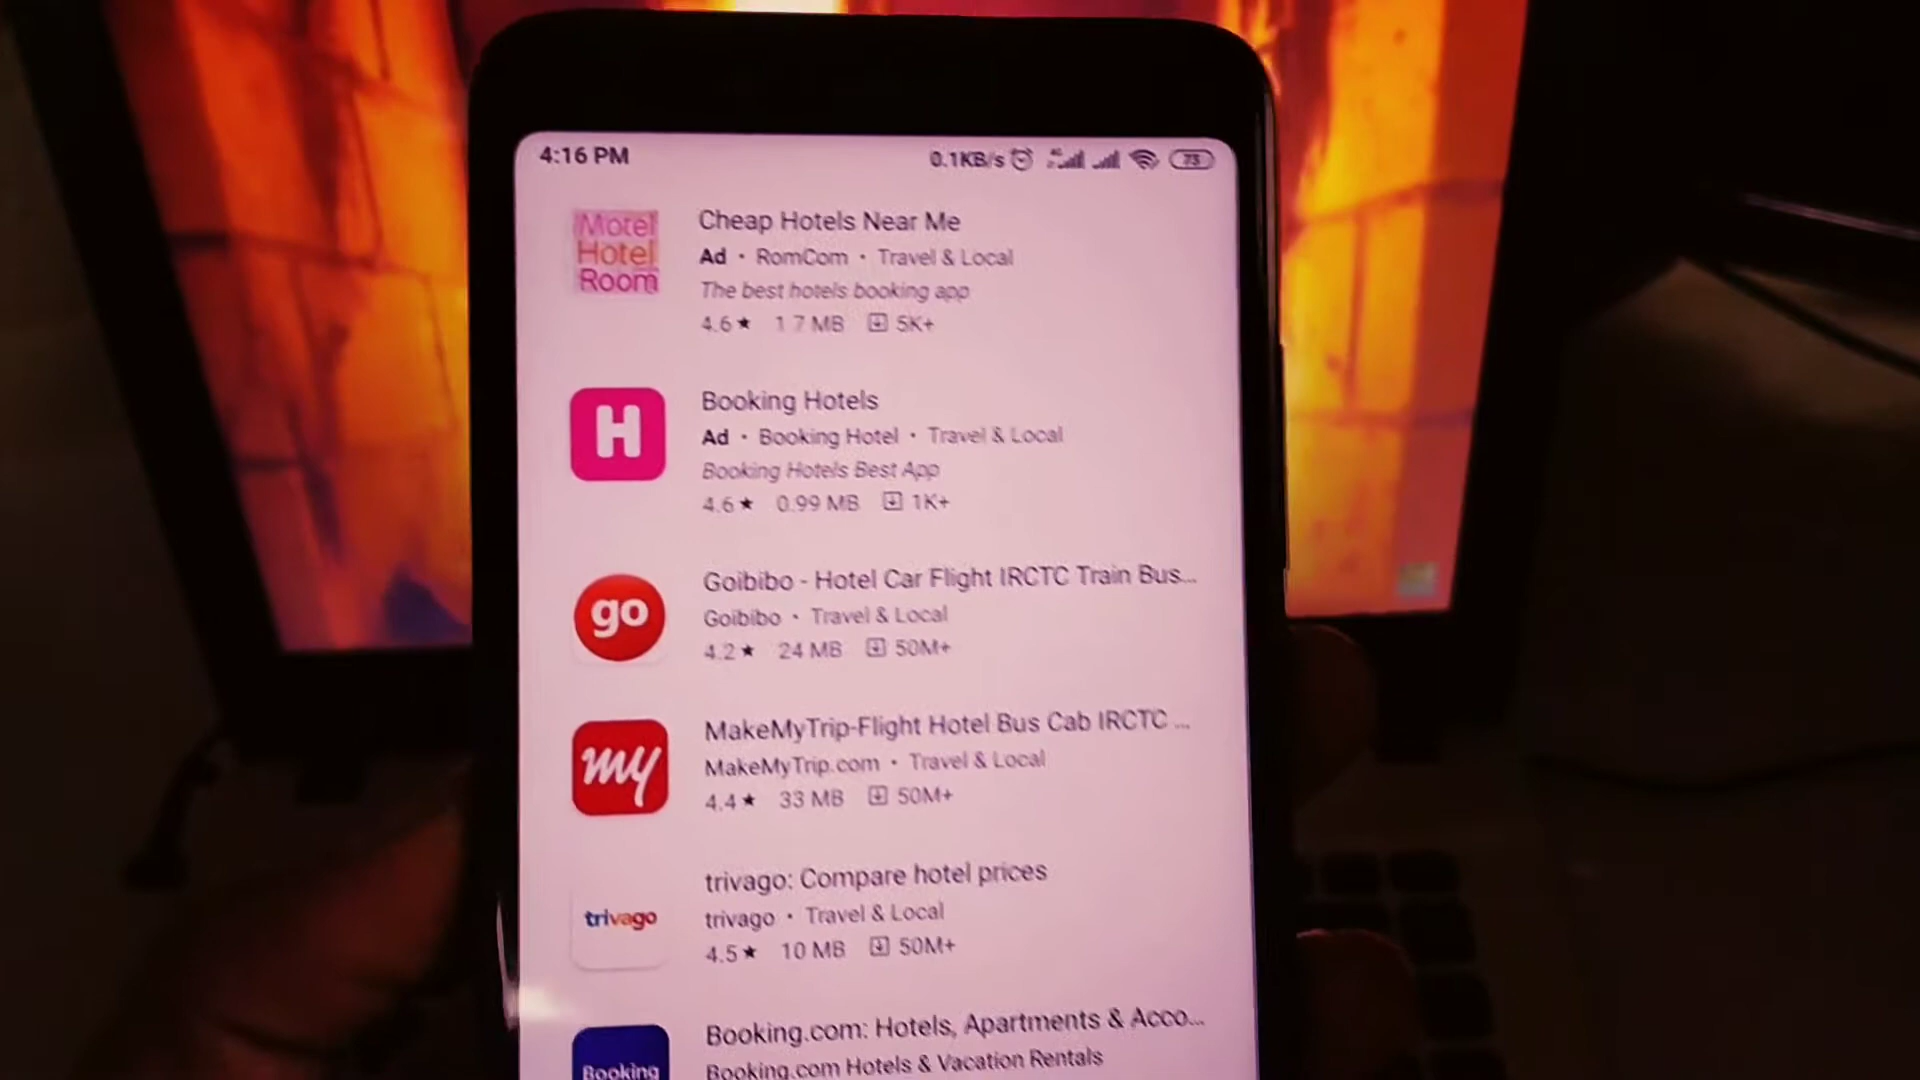 4:16 PM 0.1KB/s 73
Motel
Hotel
Room
Cheap Hotels Near Me
Ad • RomCom • Travel & Local
The best hotels booking app
4.6★ 1.7 MB 5K+
H
Booking Hotels
Ad • Booking Hotel • Travel & Local
Booking Hotels Best App
4.6★ 0.99 MB 1K+
go
Goibibo - Hotel Car Flight IRCTC Train Bus...
Goibibo • Travel & Local
4.2★ 24 MB 50M+
my
MakeMyTrip-Flight Hotel Bus Cab IRCTC ...
MakeMyTrip.com • Travel & Local
4.4★ 33 MB 50M+
trivago
trivago: Compare hotel prices
trivago • Travel & Local
4.5★ 10 MB 50M+
Booking
Booking.com: Hotels, Apartments & Acco...
Booking.com Hotels & Vacation Rentals